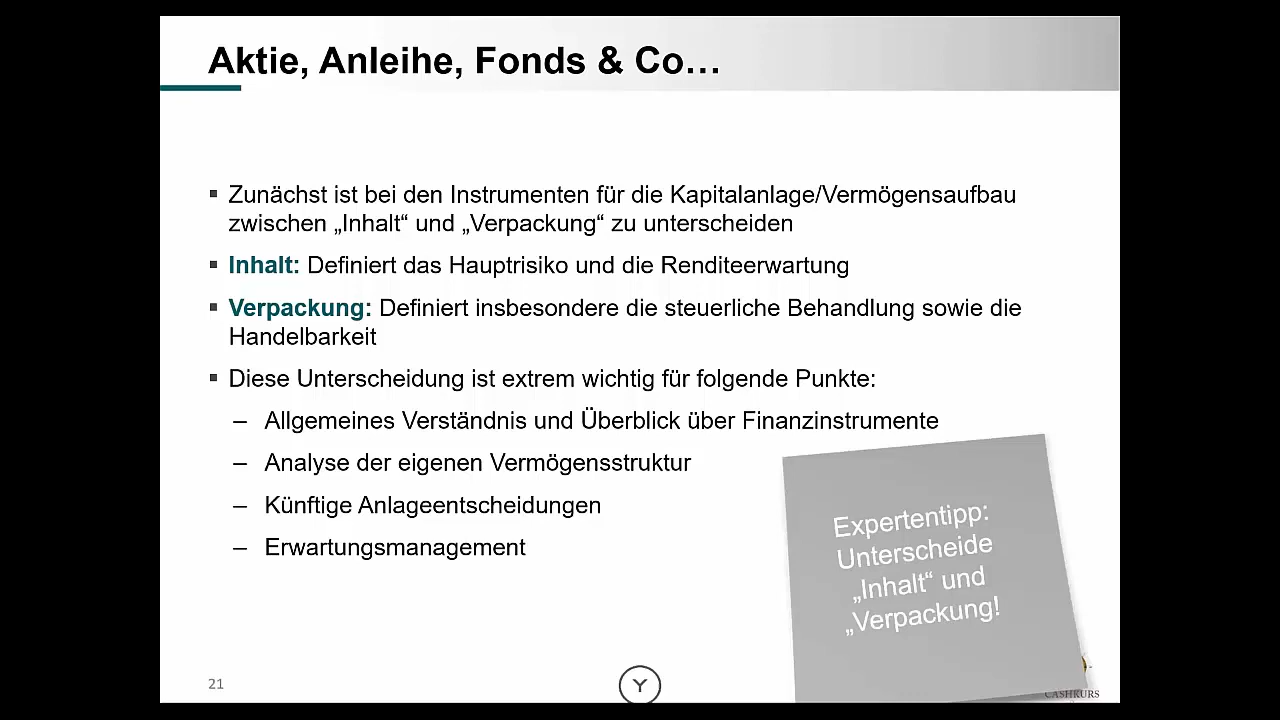 Aktie, Anleihe, Fonds & Co…
Zunächst ist bei den Instrumenten für die Kapitalanlage/Vermögensaufbau
zwischen „Inhalt“ und „Verpackung“ zu unterscheiden
Inhalt: Definiert das Hauptrisiko und die Renditeerwartung
Verpackung: Definiert insbesondere die steuerliche Behandlung sowie die
Handelbarkeit
Diese Unterscheidung ist extrem wichtig für folgende Punkte:
– Allgemeines Verständnis und Überblick über Finanzinstrumente
– Analyse der eigenen Vermögensstruktur
– Künftige Anlageentscheidungen
– Erwartungsmanagement
Expertentipp:
Unterscheide
„Inhalt“ und
„Verpackung!
21
Y
CASHKURS